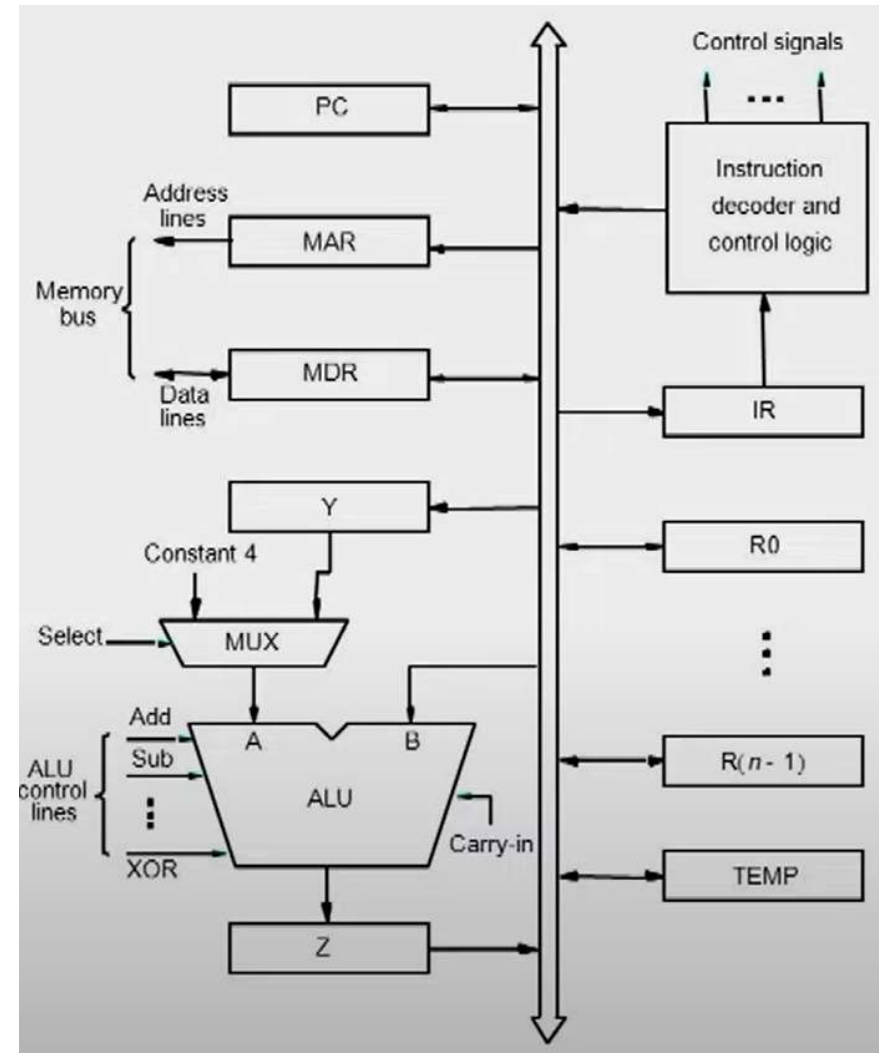 Control signals
PC
Instruction
decoder and
control logic
Address
lines
MAR
Memory
bus
MDR
Data
lines
IR
Y
R0
Constant 4
Select
MUX
Add
A
B
Sub
ALU
control
lines
ALU
R(n - 1)
Carry-in
XOR
TEMP
Z